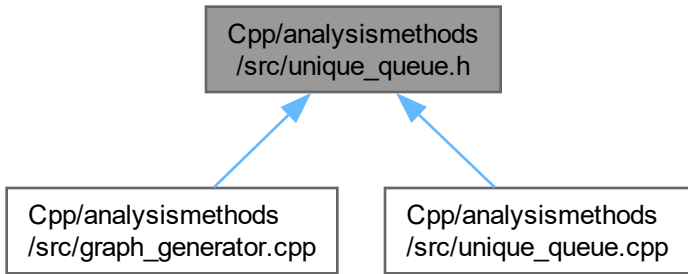 Cpp/analysismethods
/src/unique_queue.h
Cpp/analysismethods
/src/graph_generator.cpp
Cpp/analysismethods
/src/unique_queue.cpp